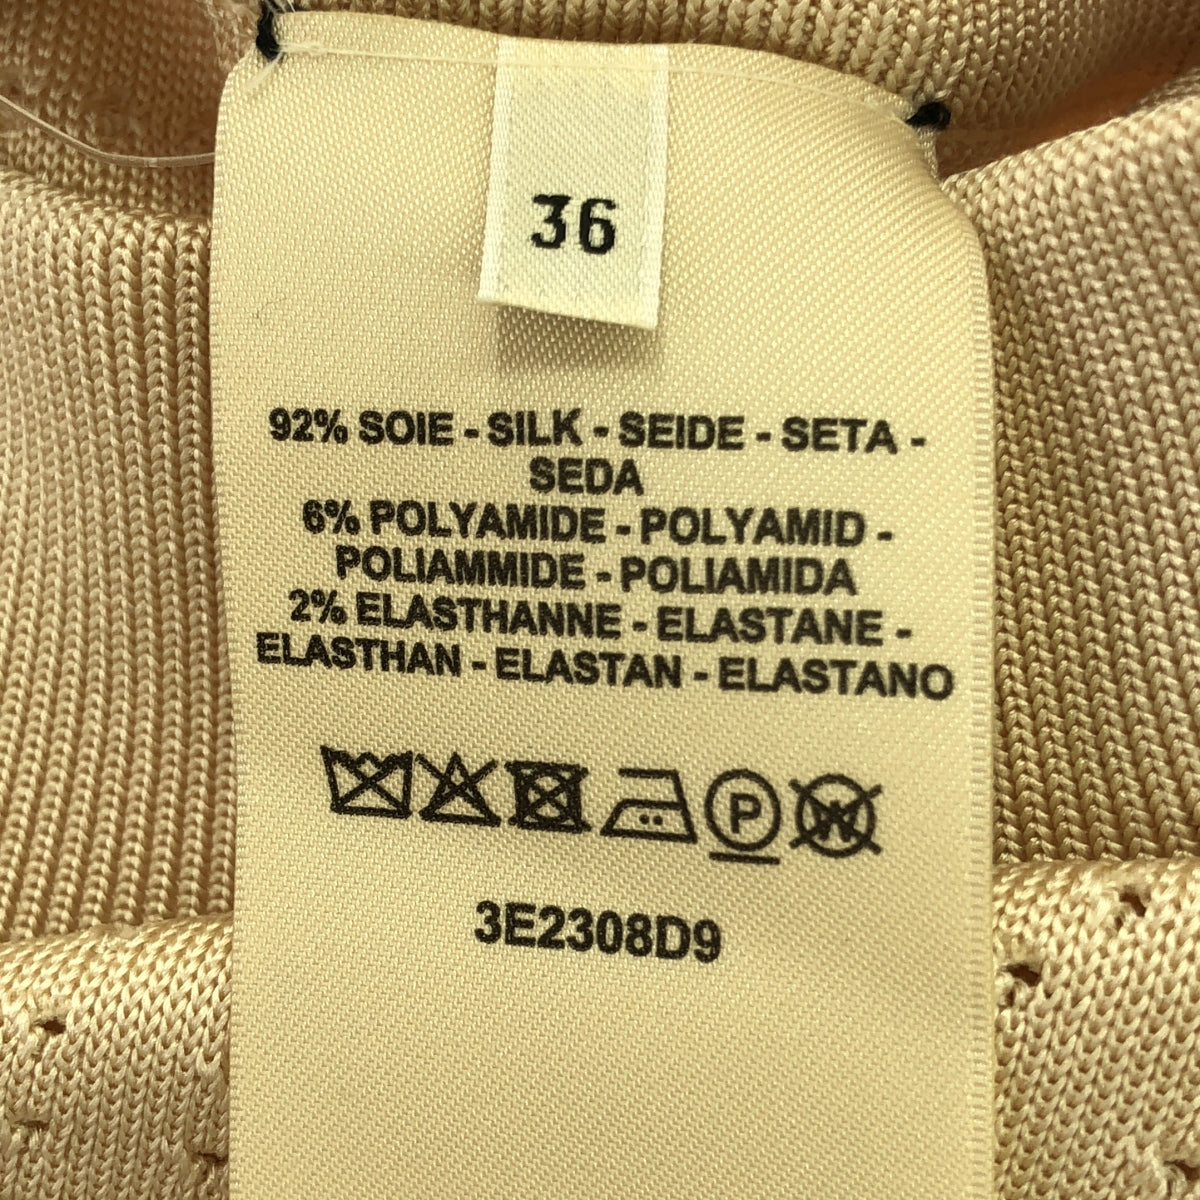 36
92% SOIE - SILK - SEIDE - SETA -
SEDA
6% POLYAMIDE - POLYAMID -
POLIAMMIDE - POLIAMIDA
2% ELASTHANNE - ELASTANE -
ELASTHAN - ELASTAN - ELASTANO
P W
3E2308D9